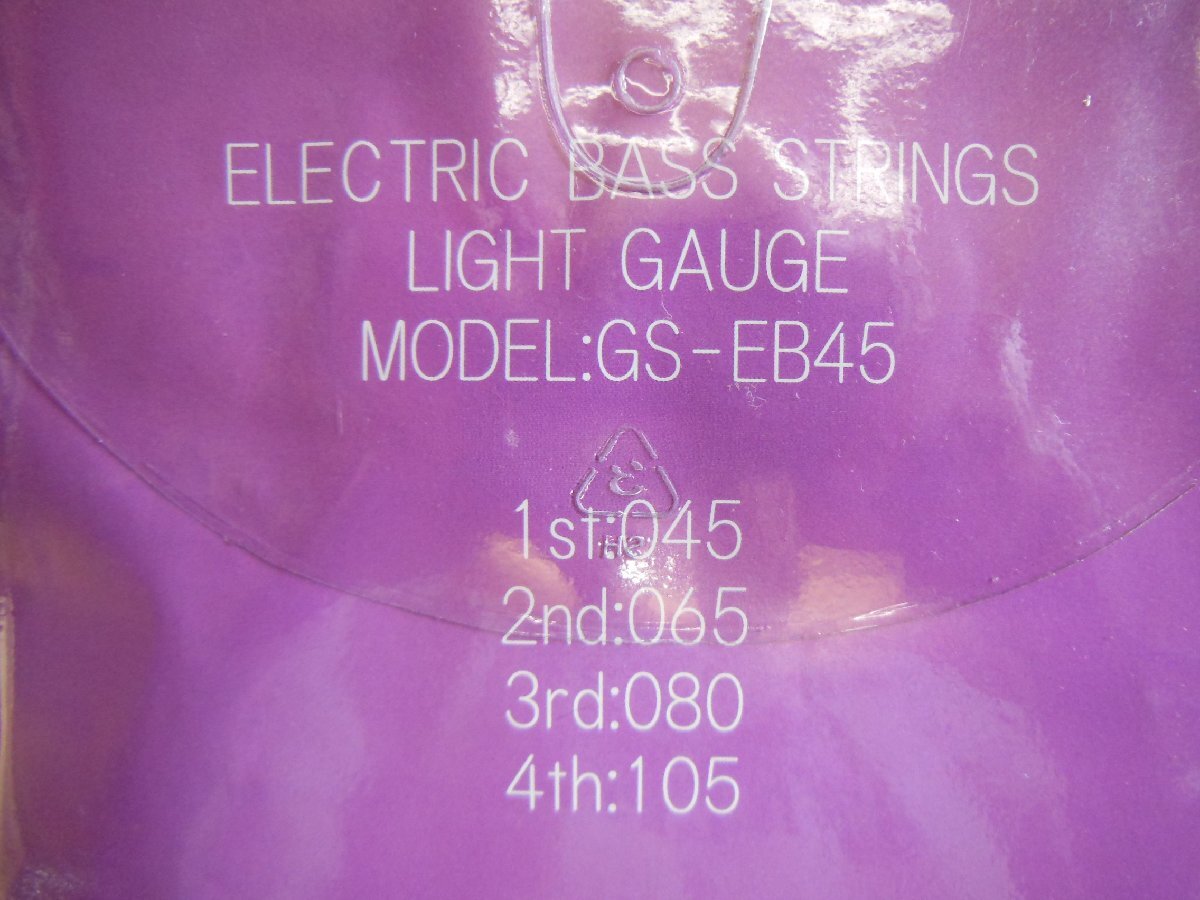 ELECTRIC BASS STRINGS
LIGHT GAUGE
MODEL:GS-EB45
1st:045
2nd:065
3rd:080
4th:105